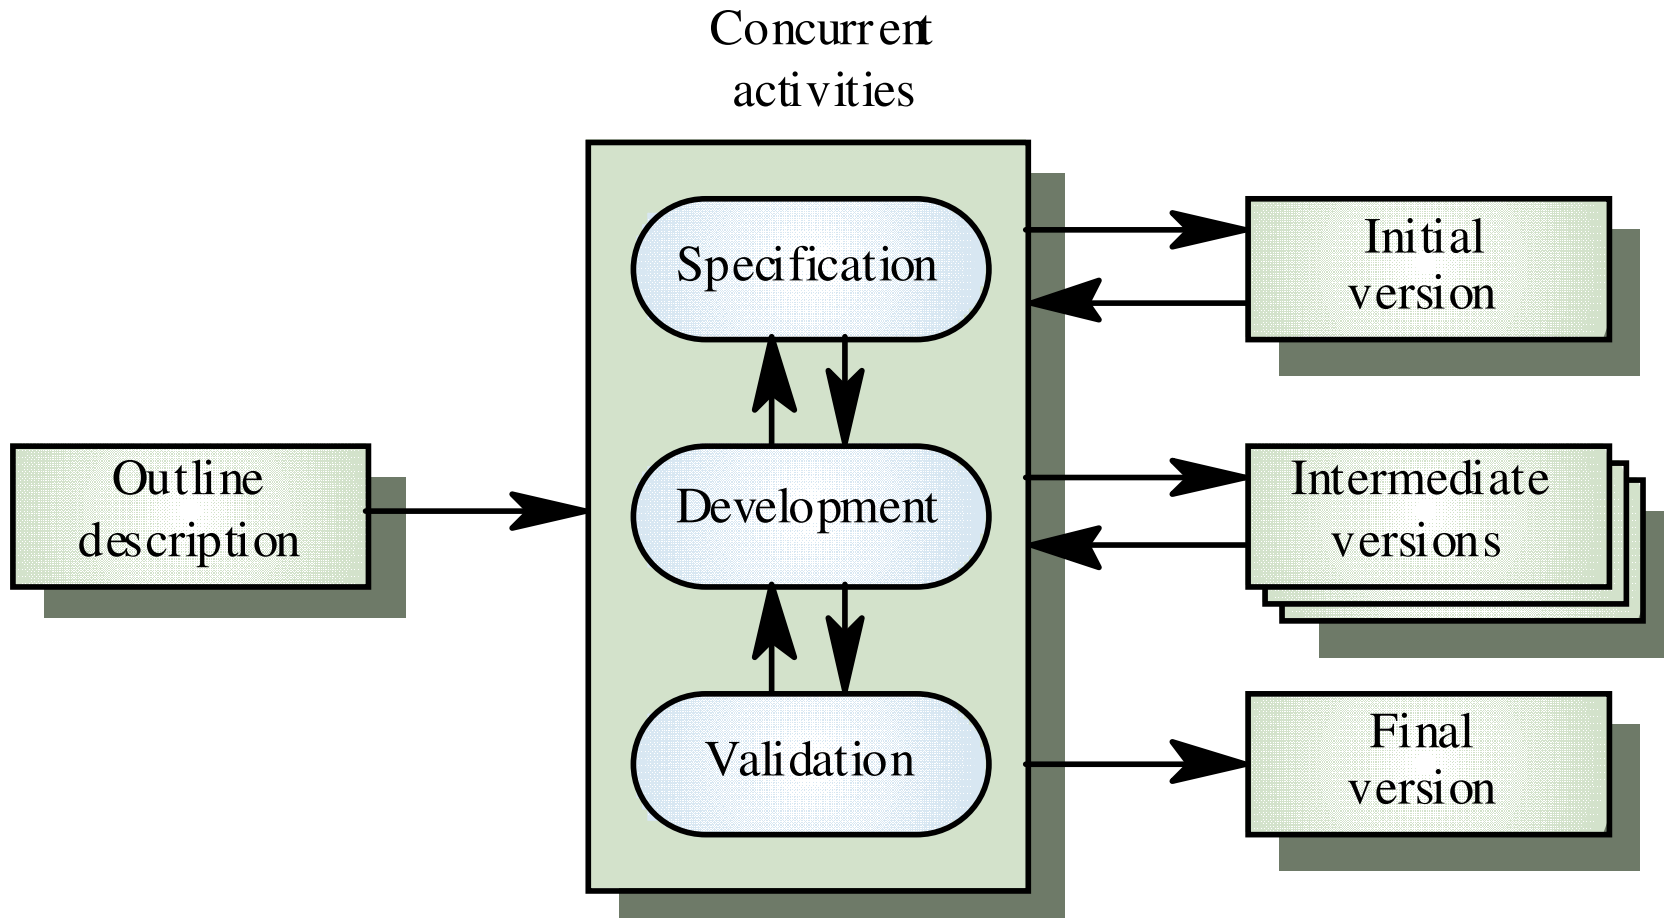 Concurrent
activities
Specification
Initial
version
Outline
description
Development
Intermediate
versions
Validation
Final
version